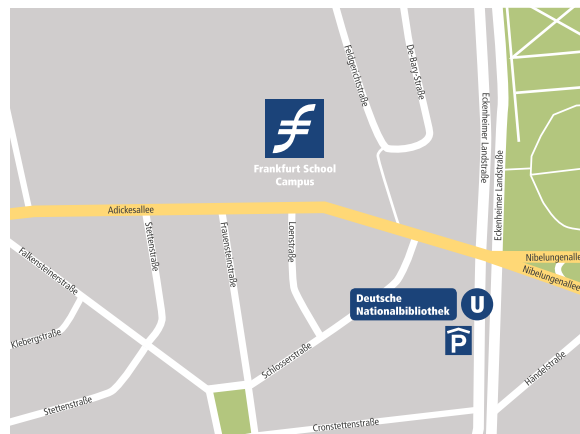 Feldgerichtstraße
De-Bary-Straße
Eckenheimer
Landstraße
Eckenheimer Landstraße
Frankfurt School
Campus
Adickesallee
Stettenstraße
Frauensteinstraße
Loenstraße
Nibelungenallee
Nibelungenallee
Falkensteinerstraße
Deutsche
Nationalbibliothek
U
P
Klebergstraße
Schlosserstraße
Händelstraße
Stettenstraße
Cronstettenstraße